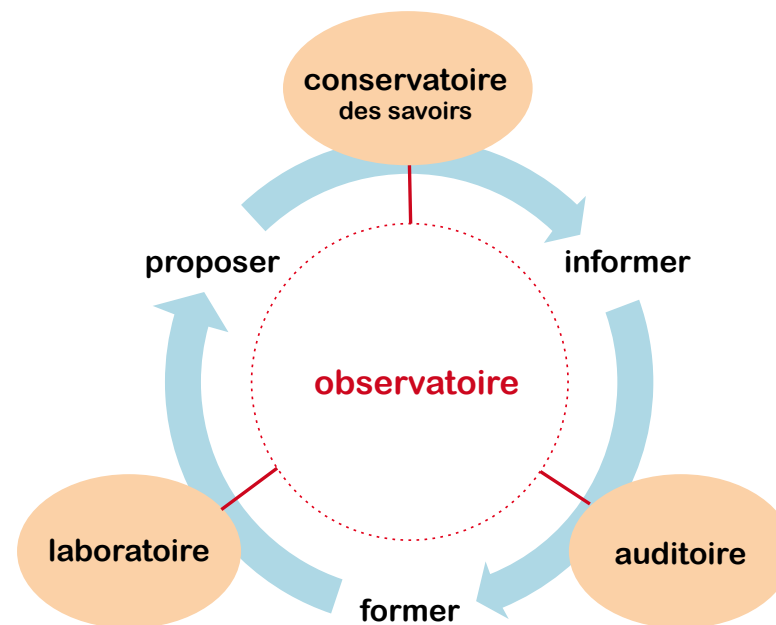 conservatoire
des savoirs
proposer
informer
observatoire
laboratoire
auditoire
former